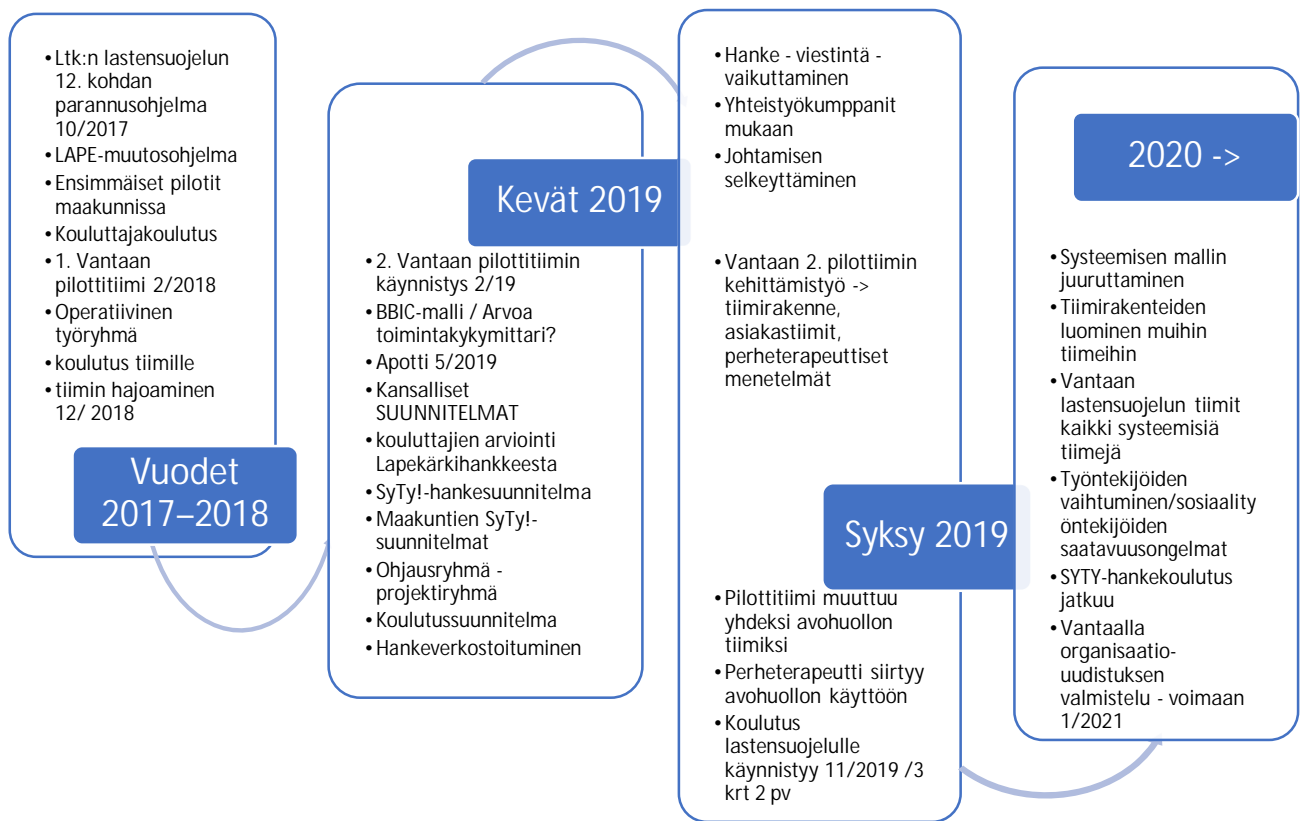 •Ltk:n lastensuojelun
12. kohdan
parannusohjelma
10/2017
•LAPE-muutosohjelma
•Ensimmäiset pilotit
maakunnissa
•Kouluttajakoulutus
•1. Vantaan
pilottitiimi 2/2018
•Operatiivinen
työryhmä
•koulutus tiimille
•tiimin hajoaminen
12/ 2018
Vuodet
2017–2018
Kevät 2019
•2. Vantaan pilottitiimin
käynnistys 2/19
•BBIC-malli / Arvoa
toimintakykymittari?
•Apotti 5/2019
•Kansalliset
SUUNNITELMAT
•kouluttajien arviointi
Lapekärkihankkeesta
•SyTy!-hankesuunnitelma
•Maakuntien SyTy!-
suunnitelmat
•Ohjausryhmä -
projektiryhmä
•Koulutussuunnitelma
•Hankeverkostoituminen
•Hanke - viestintä -
vaikuttaminen
•Yhteistyökumppanit
mukaan
•Johtamisen
selkeyttäminen
•Vantaan 2. pilottiimin
kehittämistyö ->
tiimirakenne,
asiakastiimit,
perheterapeuttiset
menetelmät
Syksy 2019
•Pilottitiimi muuttuu
yhdeksi avohuollon
tiimiksi
•Perheterapeutti siirtyy
avohuollon käyttöön
•Koulutus
lastensuojelulle
käynnistyy 11/2019 /3
krt 2 pv
2020 ->
•Systeemisen mallin
juuruttaminen
•Tiimirakenteiden
luominen muihin
tiimeihin
•Vantaan
lastensuojelun tiimit
kaikki systeemisiä
tiimejä
•Työntekijöiden
vaihtuminen/sosiaality
öntekijöiden
saatavuusongelmat
•SYTY-hankekoulutus
jatkuu
•Vantaalla
organisaatio-
uudistuksen
valmistelu - voimaan
1/2021